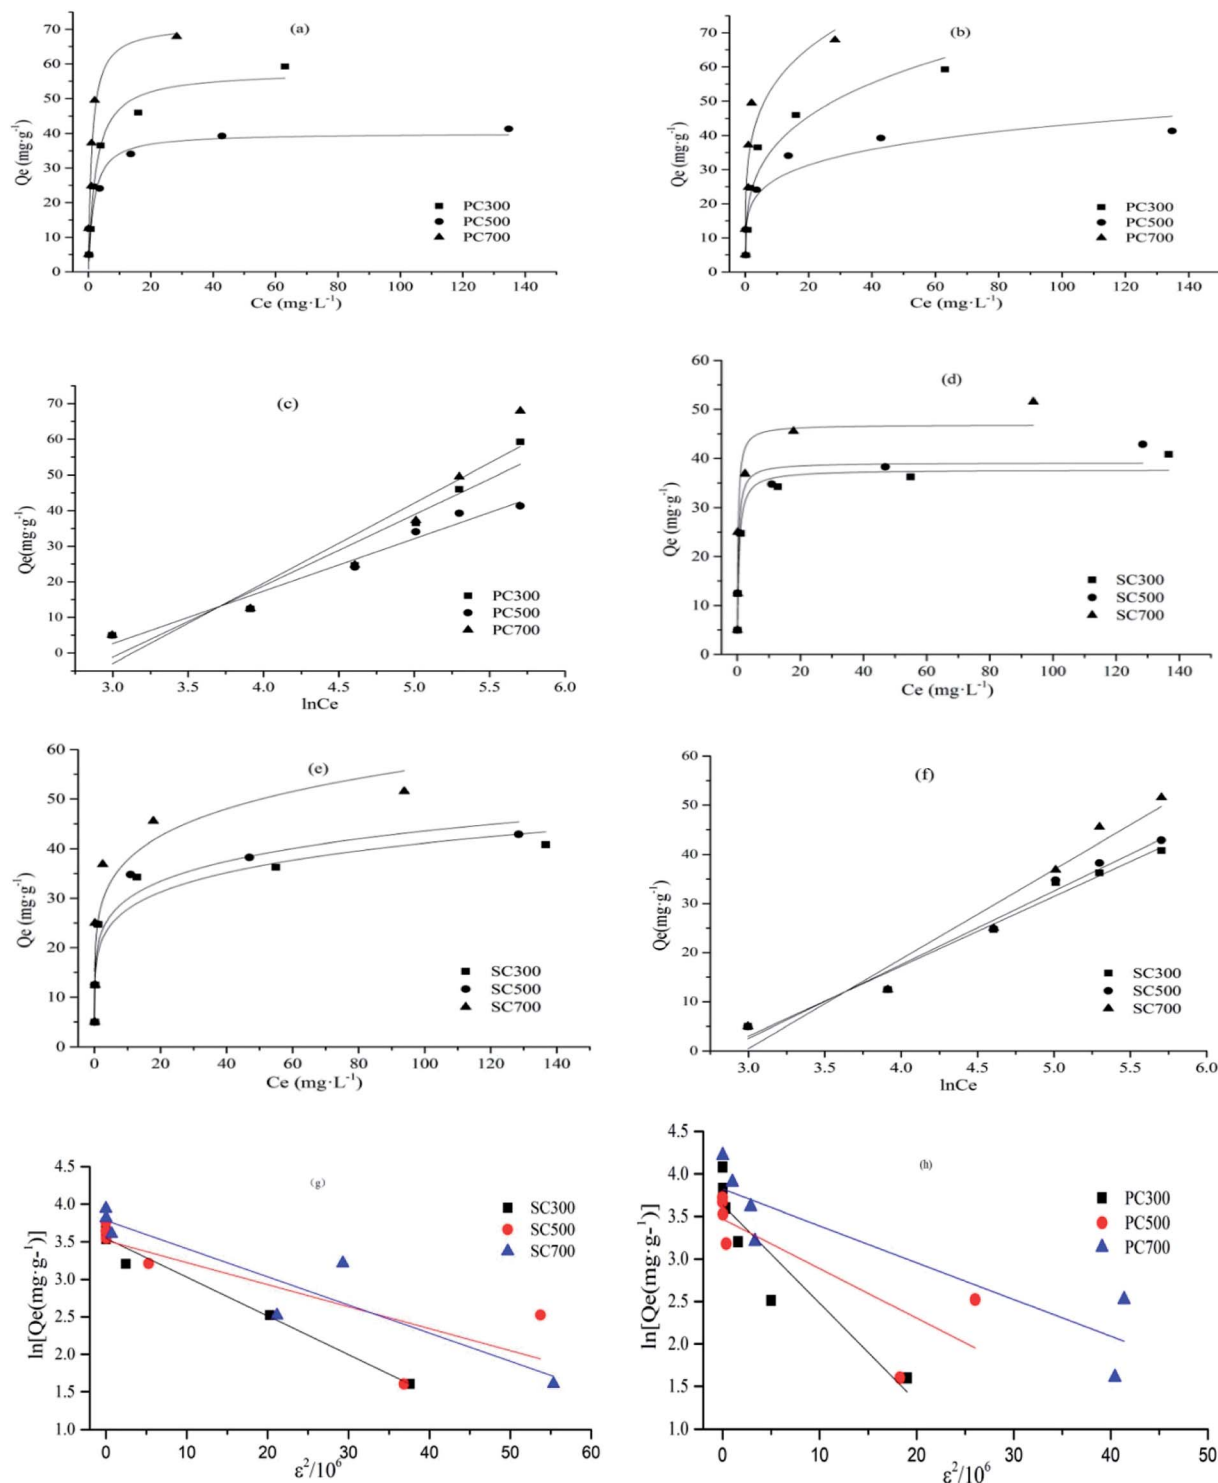 (a)
70
60
50
40
30
20
10
0
Qe (mg·g-1)
PC300
PC500
PC700
0 20 40 60 80 100 120 140
Ce (mg·L-1)
(b)
70
60
50
40
30
20
10
0
Qe (mg·g-1)
PC300
PC500
PC700
0 20 40 60 80 100 120 140
Ce (mg·L-1)
(c)
70
60
50
40
30
20
10
0
Qe(mg·g-1)
PC300
PC500
PC700
3.0 3.5 4.0 4.5 5.0 5.5 6.0
lnCe
(d)
60
50
40
30
20
10
0
Qe (mg·g-1)
SC300
SC500
SC700
0 20 40 60 80 100 120 140
Ce (mg·L-1)
(e)
60
50
40
30
20
10
0
Qe (mg·g-1)
SC300
SC500
SC700
0 20 40 60 80 100 120 140
Ce (mg·L-1)
(f)
60
50
40
30
20
10
0
Qe(mg·g-1)
SC300
SC500
SC700
3.0 3.5 4.0 4.5 5.0 5.5 6.0
lnCe
(g)
4.5
4.0
3.5
3.0
2.5
2.0
1.5
1.0
ln[Qe(mg·g-1)]
SC300
SC500
SC700
0 10 20 30 40 50 60
ε2/106
(h)
4.5
4.0
3.5
3.0
2.5
2.0
1.5
1.0
ln[Qe(mg·g-1)]
PC300
PC500
PC700
0 10 20 30 40 50
ε2/106